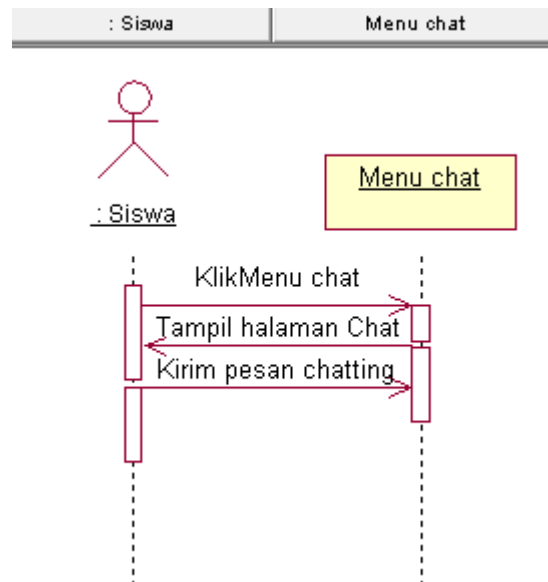 : Siswa
Menu chat
Menu chat
: Siswa
KlikMenu chat
Tampil halaman Chat
Kirim pesan chatting